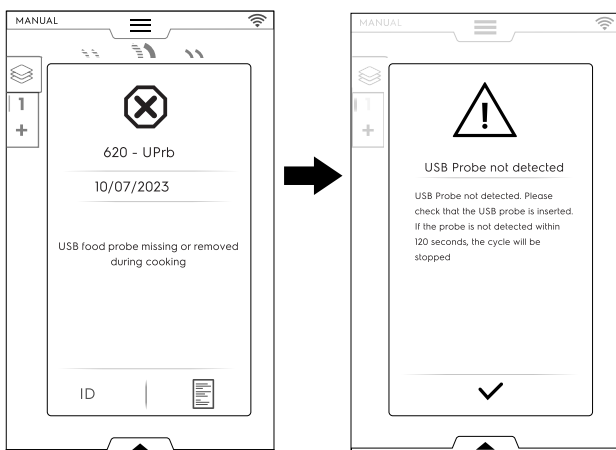 MANUAL
1
+
620 - UPrb
10/07/2023
USB food probe missing or removed
during cooking
ID
MANUAL
1
+
USB Probe not detected
USB Probe not detected. Please
check that the USB probe is inserted.
If the probe is not detected within
120 seconds, the cycle will be
stopped